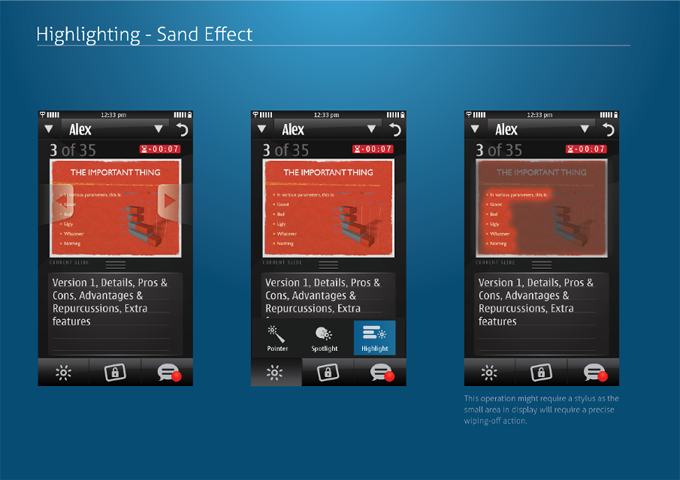 Highlighting - Sand Effect
12:33 pm
Alex
3 of 35
-00:07
THE IMPORTANT THING
In various parameters, this is:
Good
Bad
Ugly
Whatever
Nothing
CURRENT SLIDE
Version 1, Details, Pros &
Cons, Advantages &
Repurcussions, Extra
features
12:33 pm
Alex
3 of 35
-00:07
THE IMPORTANT THING
In various parameters, this is:
Good
Bad
Ugly
Whatever
Nothing
CURRENT SLIDE
Version 1, Details, Pros &
Cons, Advantages &
Repurcussions, Extra
Pointer
Spotlight
Highlight
12:33 pm
Alex
3 of 35
-00:07
THE IMPORTANT THING
In various parameters, this is:
Good
Bad
Ugly
Whatever
Nothing
CURRENT SLIDE
Version 1, Details, Pros &
Cons, Advantages &
Repurcussions, Extra
features
This operation might require a stylus as the
small area in display will require a precise
wiping-off action.